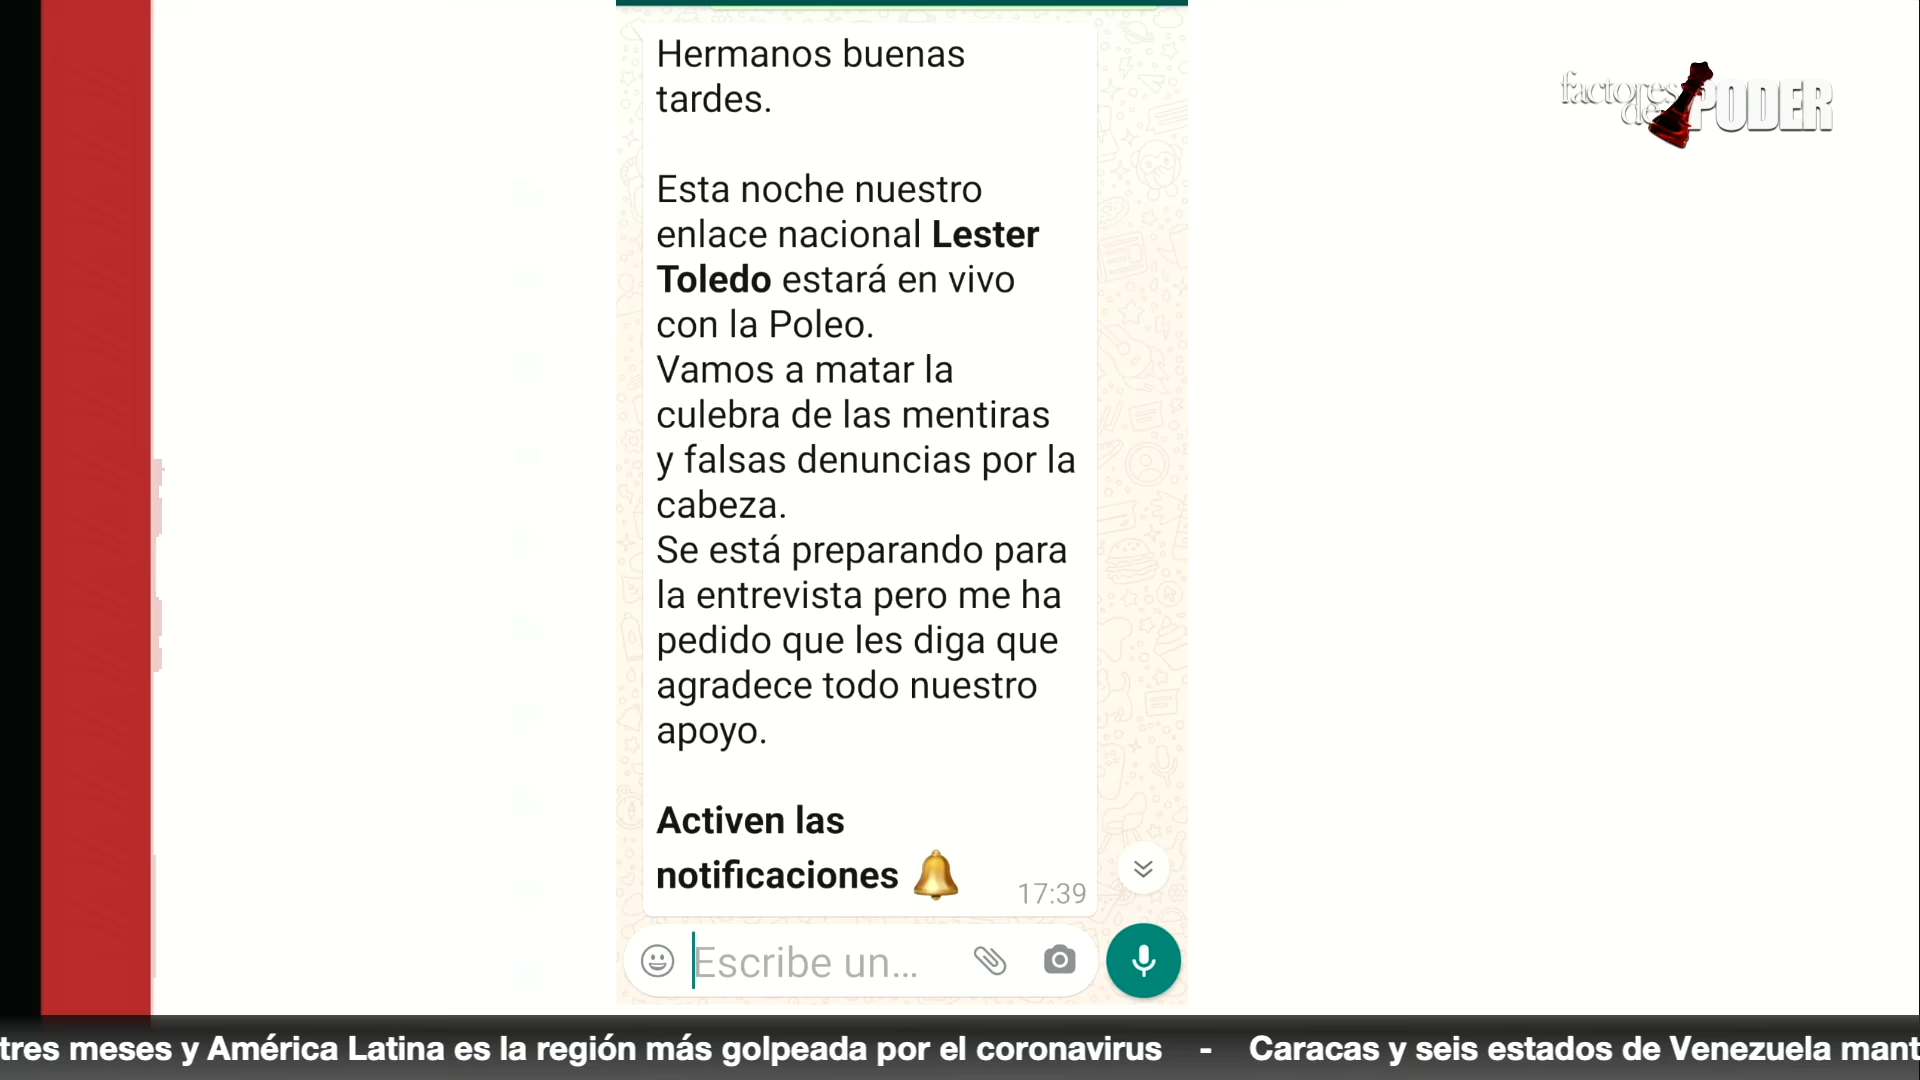 Hermanos buenas
tardes.
Esta noche nuestro
enlace nacional Lester
Toledo estará en vivo
con la Poleo.
Vamos a matar la
culebra de las mentiras
y falsas denuncias por la
cabeza.
Se está preparando para
la entrevista pero me ha
pedido que les diga que
agradece todo nuestro
apoyo.
Activen las
notificaciones 🔔
17:39
Escribe un...
factores
de PODER
tres meses y América Latina es la región más golpeada por el coronavirus - Caracas y seis estados de Venezuela mant